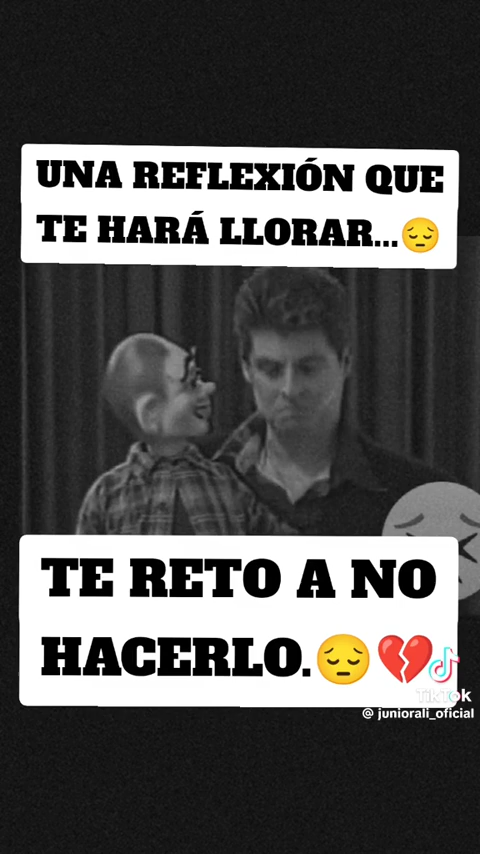 UNA REFLEXIÓN QUE
TE HARÁ LLORAR...😔
TE RETO A NO
HACERLO.😔💔
TikTok
@ juniorali_oficial